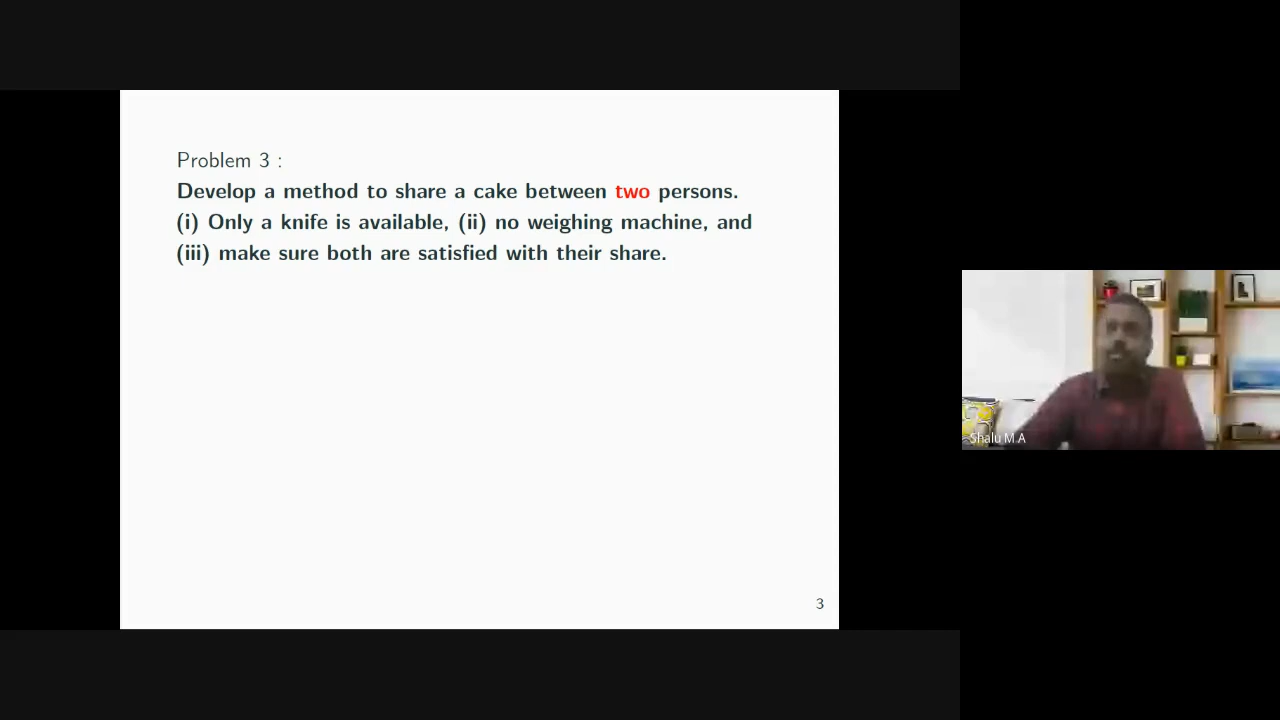 Problem 3 :
Develop a method to share a cake between two persons.
(i) Only a knife is available, (ii) no weighing machine, and
(iii) make sure both are satisfied with their share.
3
Shalu M.A